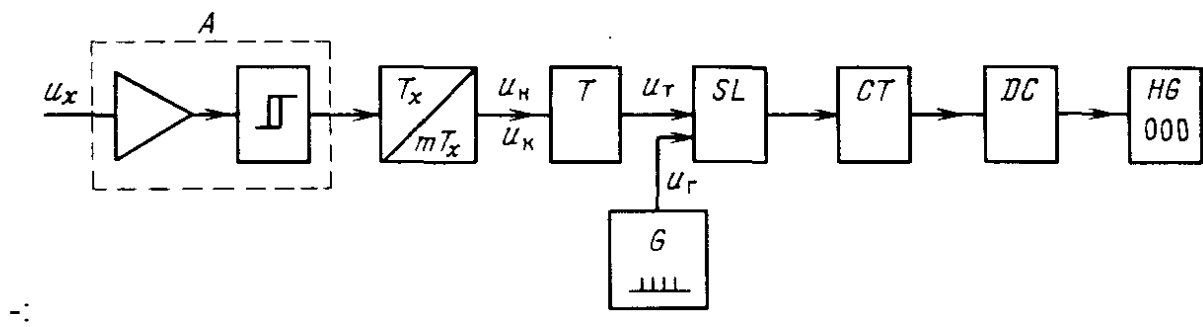 A
u_x
T_x
mT_x
u_н
u_к
T
u_т
SL
CT
DC
HG
000
u_г
G
-: